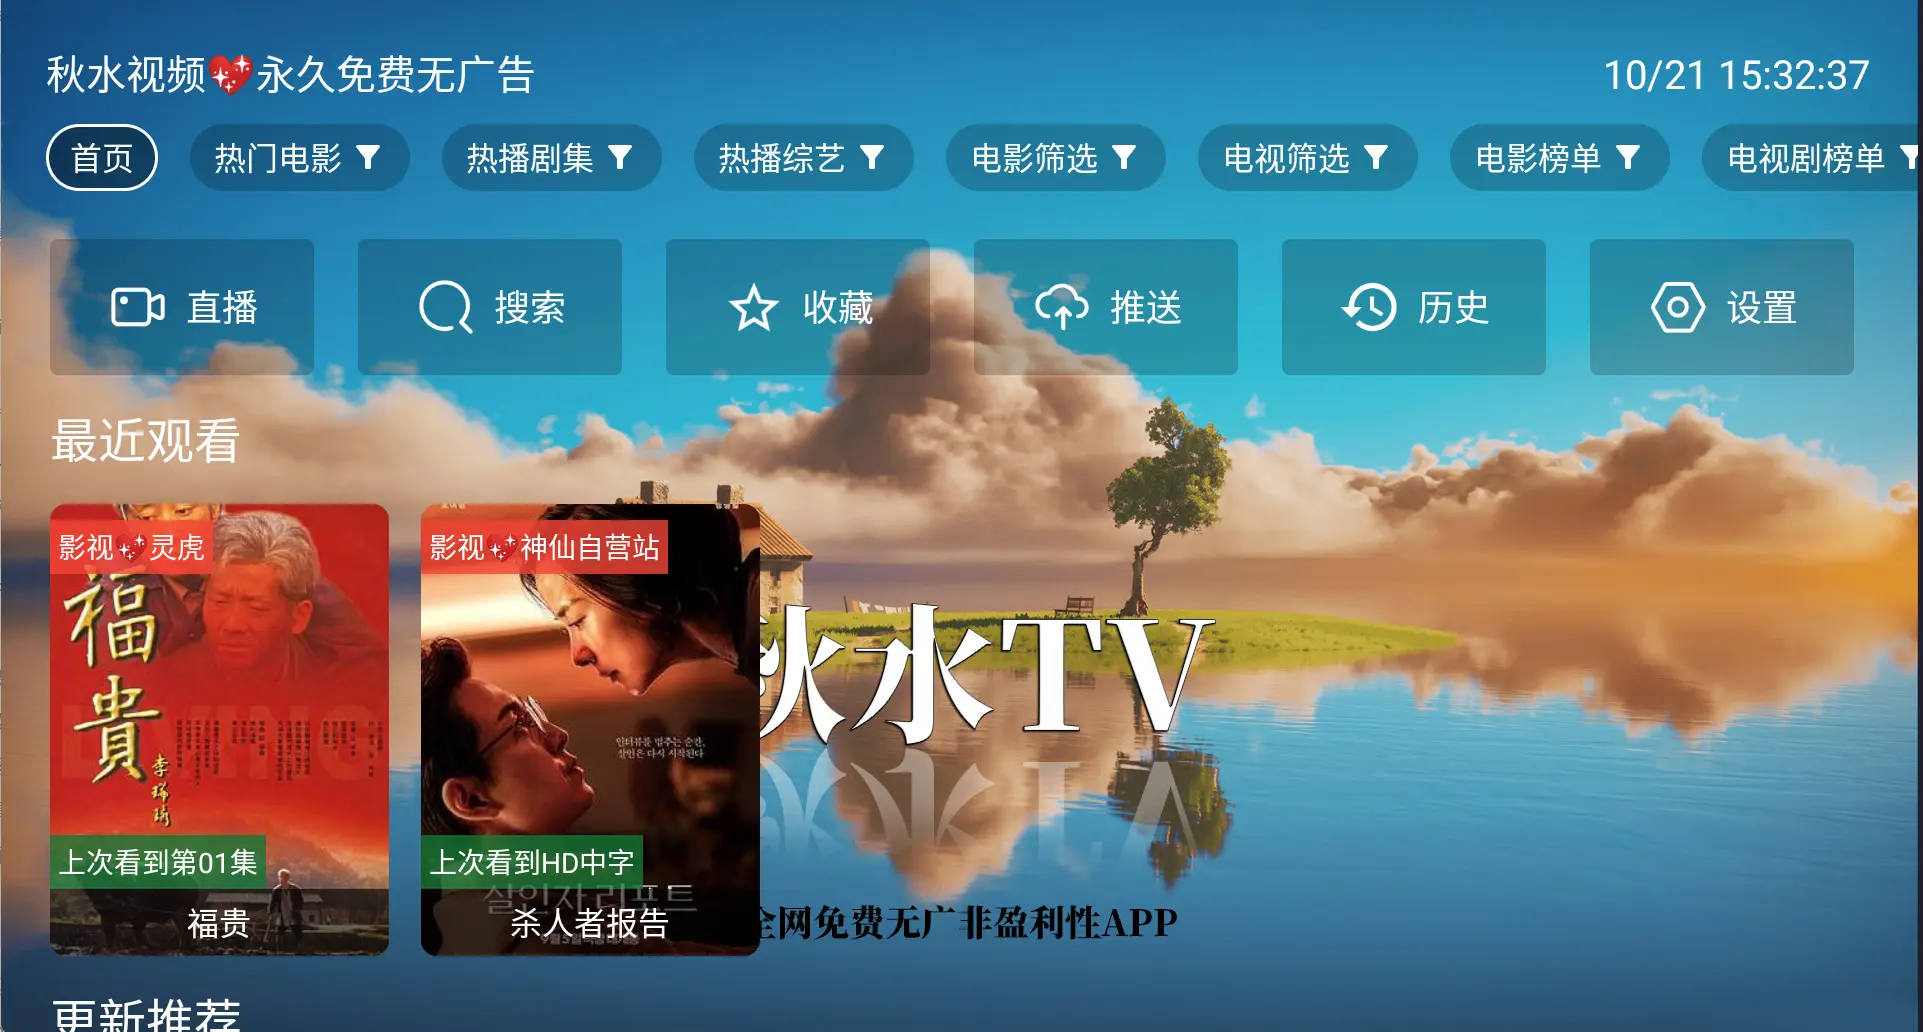 秋水视频💖永久免费无广告
10/21 15:32:37
首页 热门电影 热播剧集 热播综艺 电影筛选 电视筛选 电影榜单 电视剧榜单
直播 搜索 收藏 推送 历史 设置
最近观看
影视💖灵虎
福貴
李瑞琦
上次看到第01集
福贵
影视💖神仙自营站
인터뷰를 멈추는 순간,
살인은 다시 시작된다
上次看到HD中字
살인자 리포트
杀人者报告
秋水TV
全网免费无广非盈利性APP
更新推荐